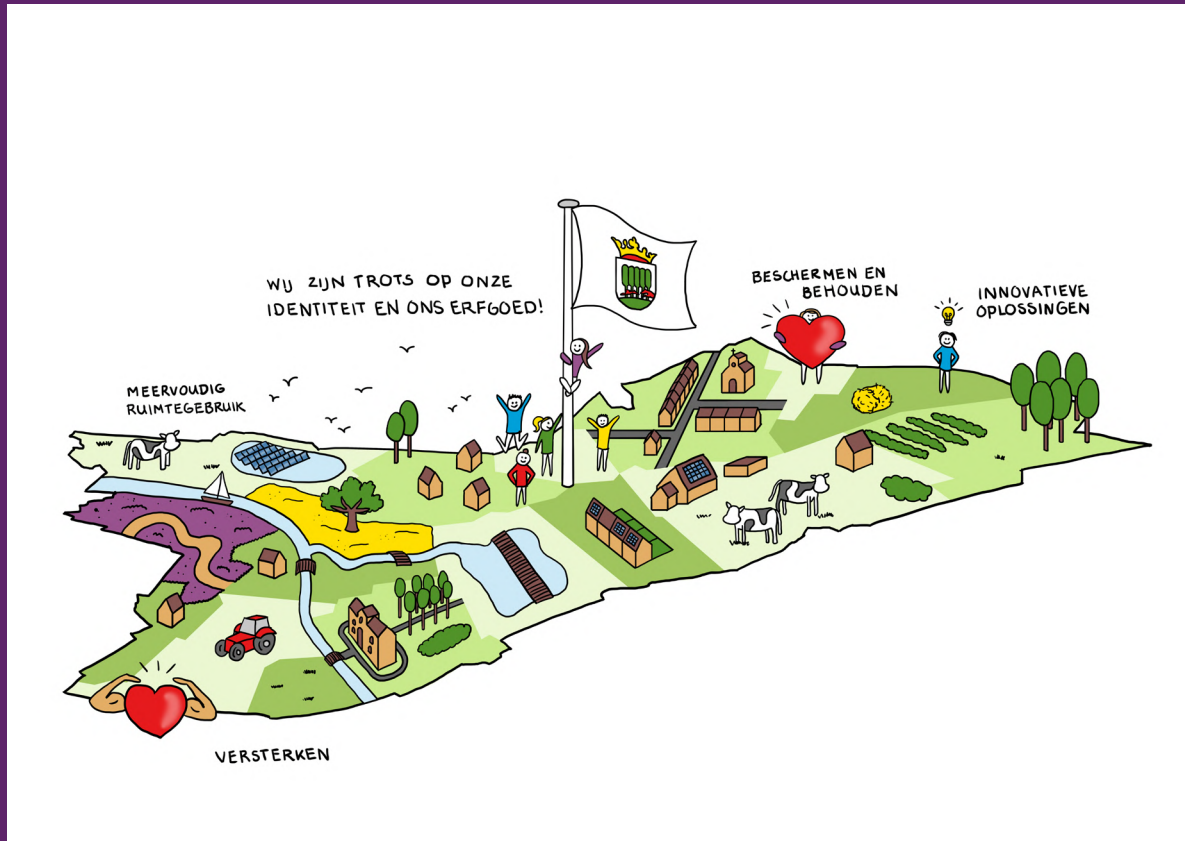 WIJ ZIJN TROTS OP ONZE
IDENTITEIT EN ONS ERFGOED!
BESCHERMEN EN
BEHOUDEN
INNOVATIEVE
OPLOSSINGEN
MEERVOUDIG
RUIMTEGEBRUIK
VERSTERKEN